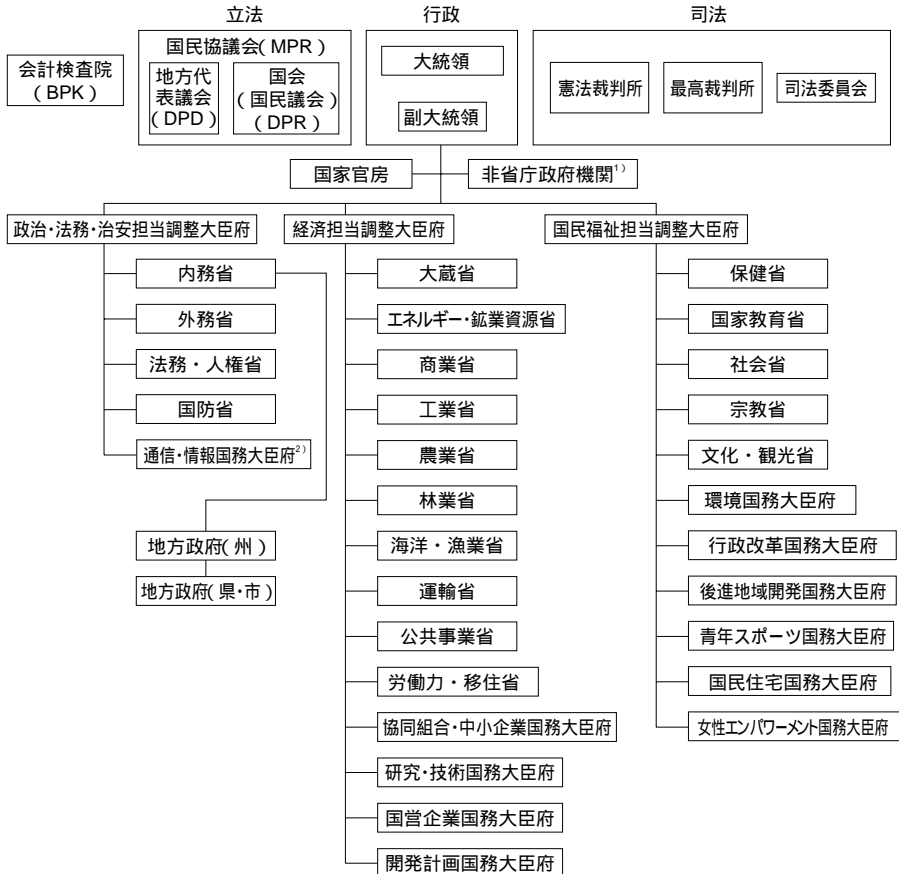 立法
行政
司法
会計検査院
(BPK)
国民協議会(MPR)
地方代
表議会
(DPD)
国会
(国民議会)
(DPR)
大統領
副大統領
憲法裁判所
最高裁判所
司法委員会
国家官房
非省庁政府機関1)
政治・法務・治安担当調整大臣府
内務省
外務省
法務・人権省
国防省
通信・情報国務大臣府2)
地方政府(州)
地方政府(県・市)
経済担当調整大臣府
大蔵省
エネルギー・鉱業資源省
商業省
工業省
農業省
林業省
海洋・漁業省
運輸省
公共事業省
労働力・移住省
協同組合・中小企業国務大臣府
研究・技術国務大臣府
国営企業国務大臣府
開発計画国務大臣府
国民福祉担当調整大臣府
保健省
国家教育省
社会省
宗教省
文化・観光省
環境国務大臣府
行政改革国務大臣府
後進地域開発国務大臣府
青年スポーツ国務大臣府
国民住宅国務大臣府
女性エンパワーメント国務大臣府